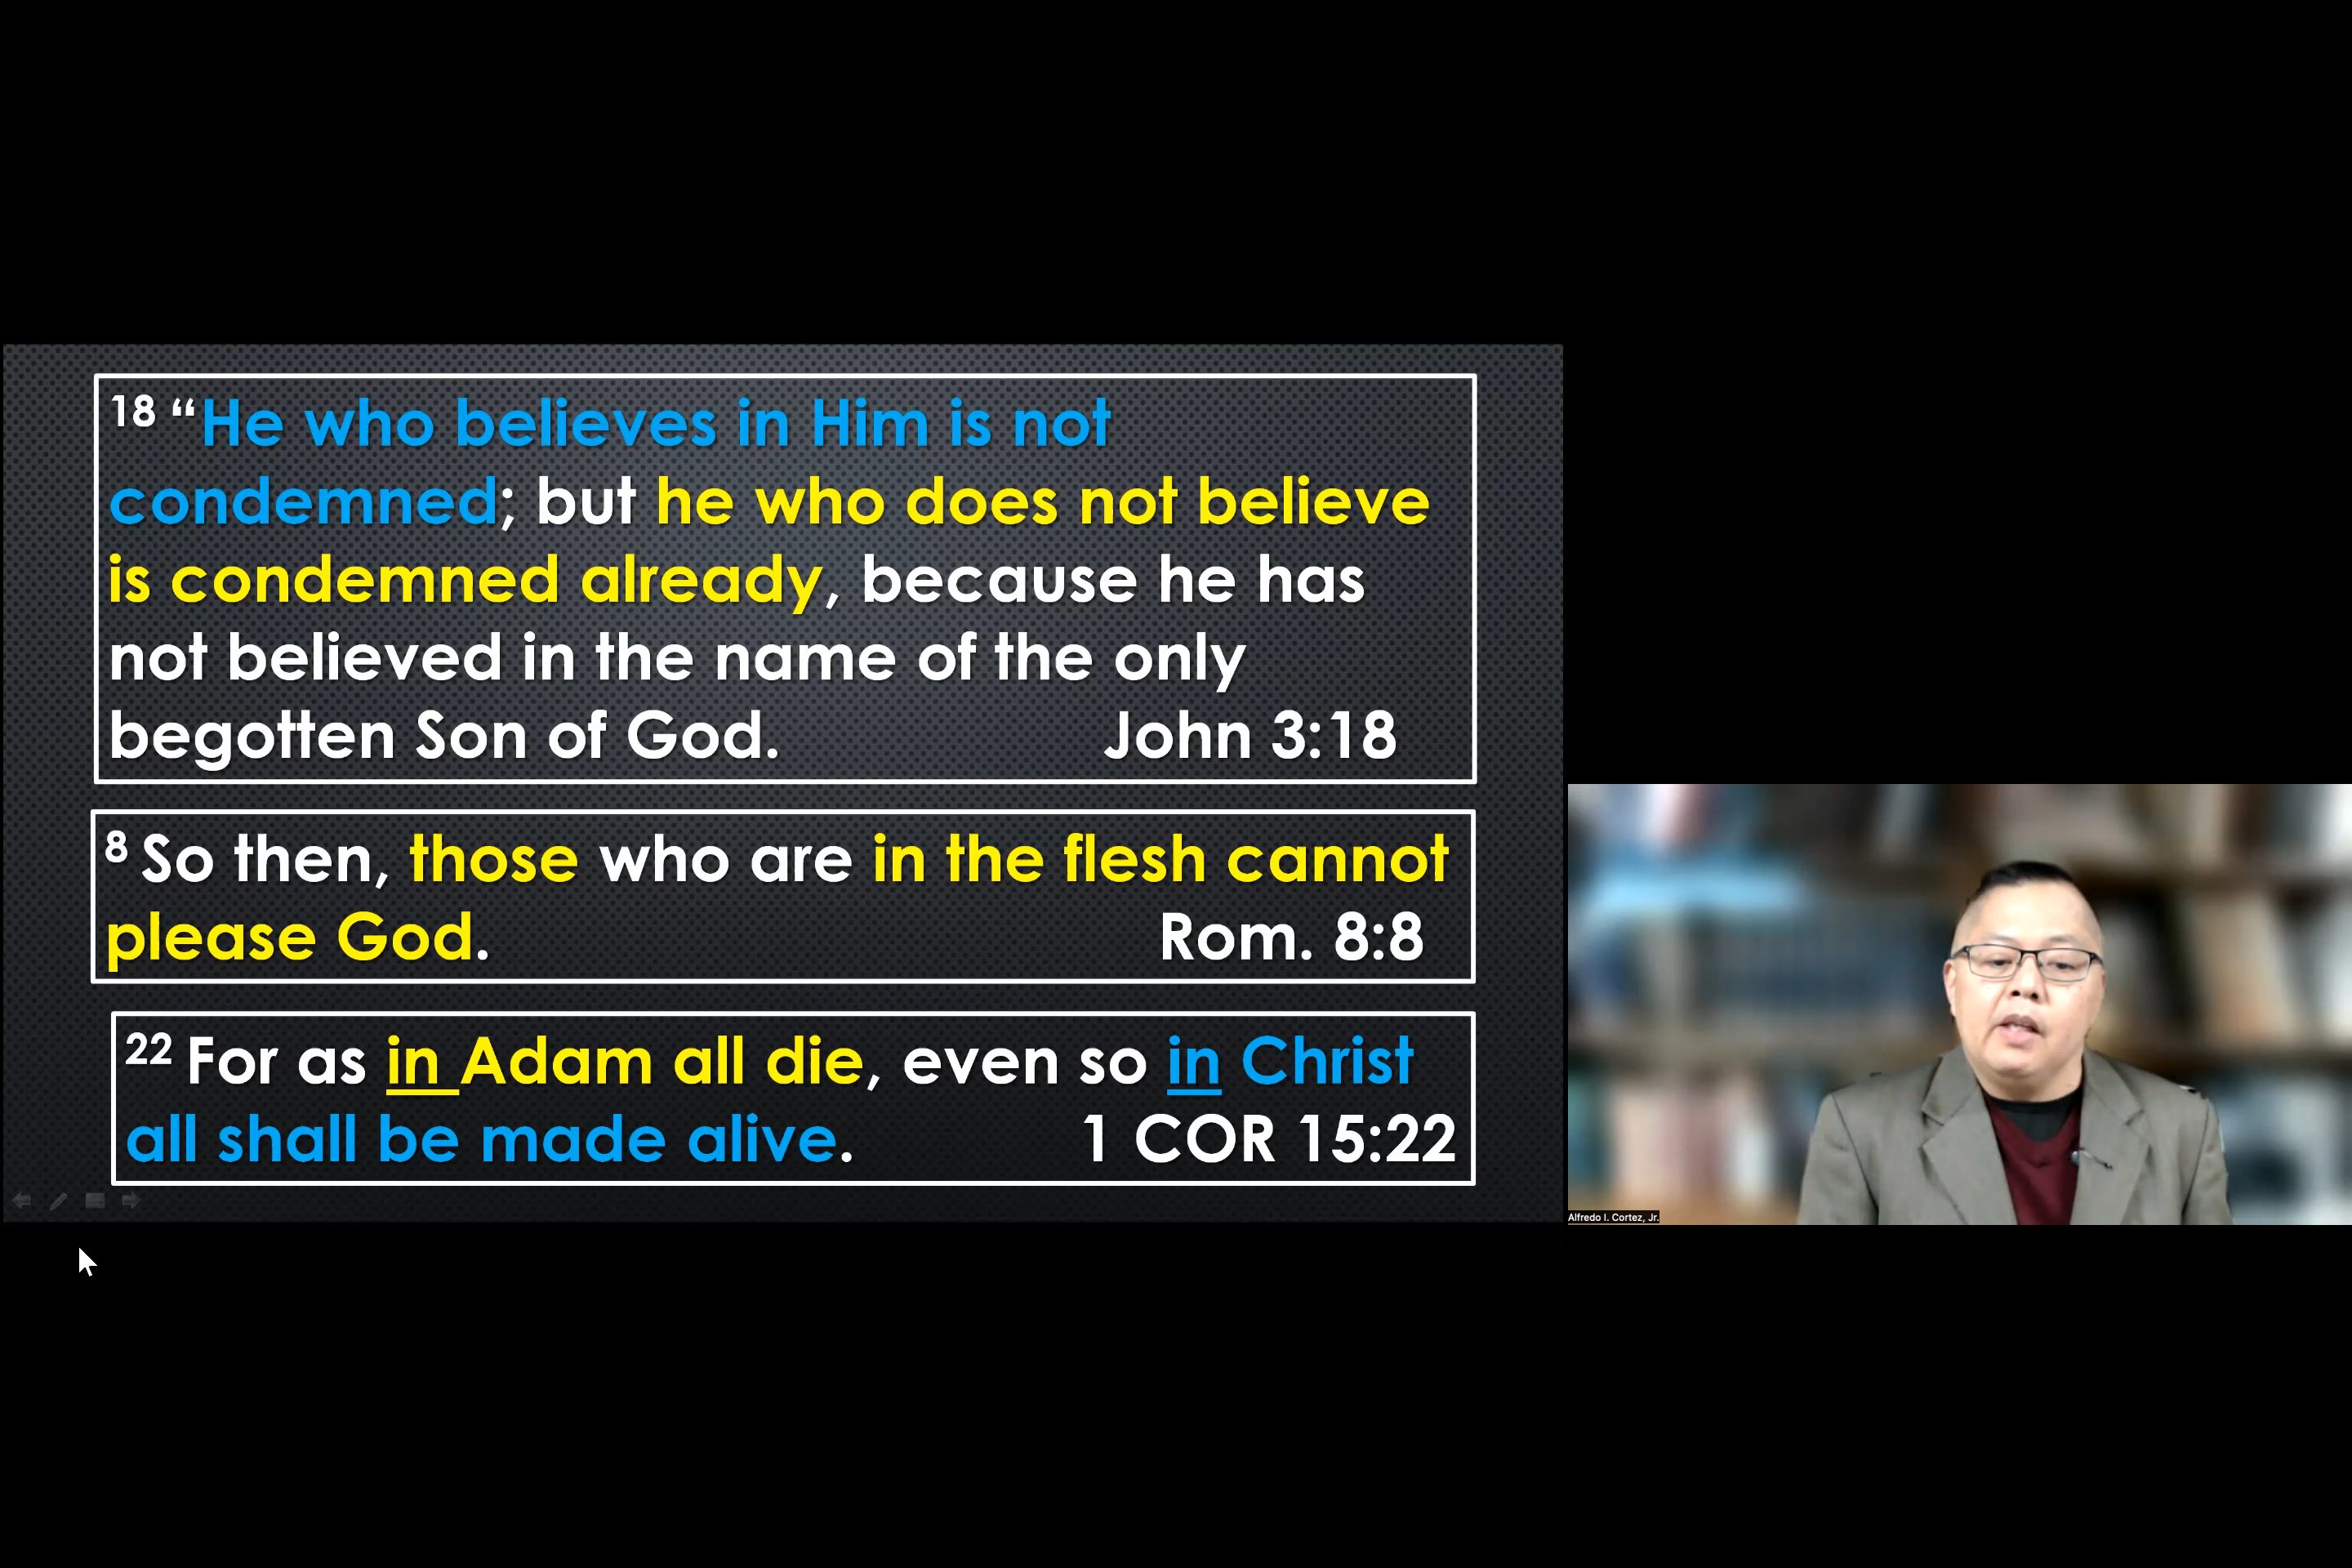 18 “He who believes in Him is not
condemned; but he who does not believe
is condemned already, because he has
not believed in the name of the only
begotten Son of God. John 3:18
8 So then, those who are in the flesh cannot
please God. Rom. 8:8
22 For as in Adam all die, even so in Christ
all shall be made alive. 1 COR 15:22
Alfredo I. Cortez, Jr.